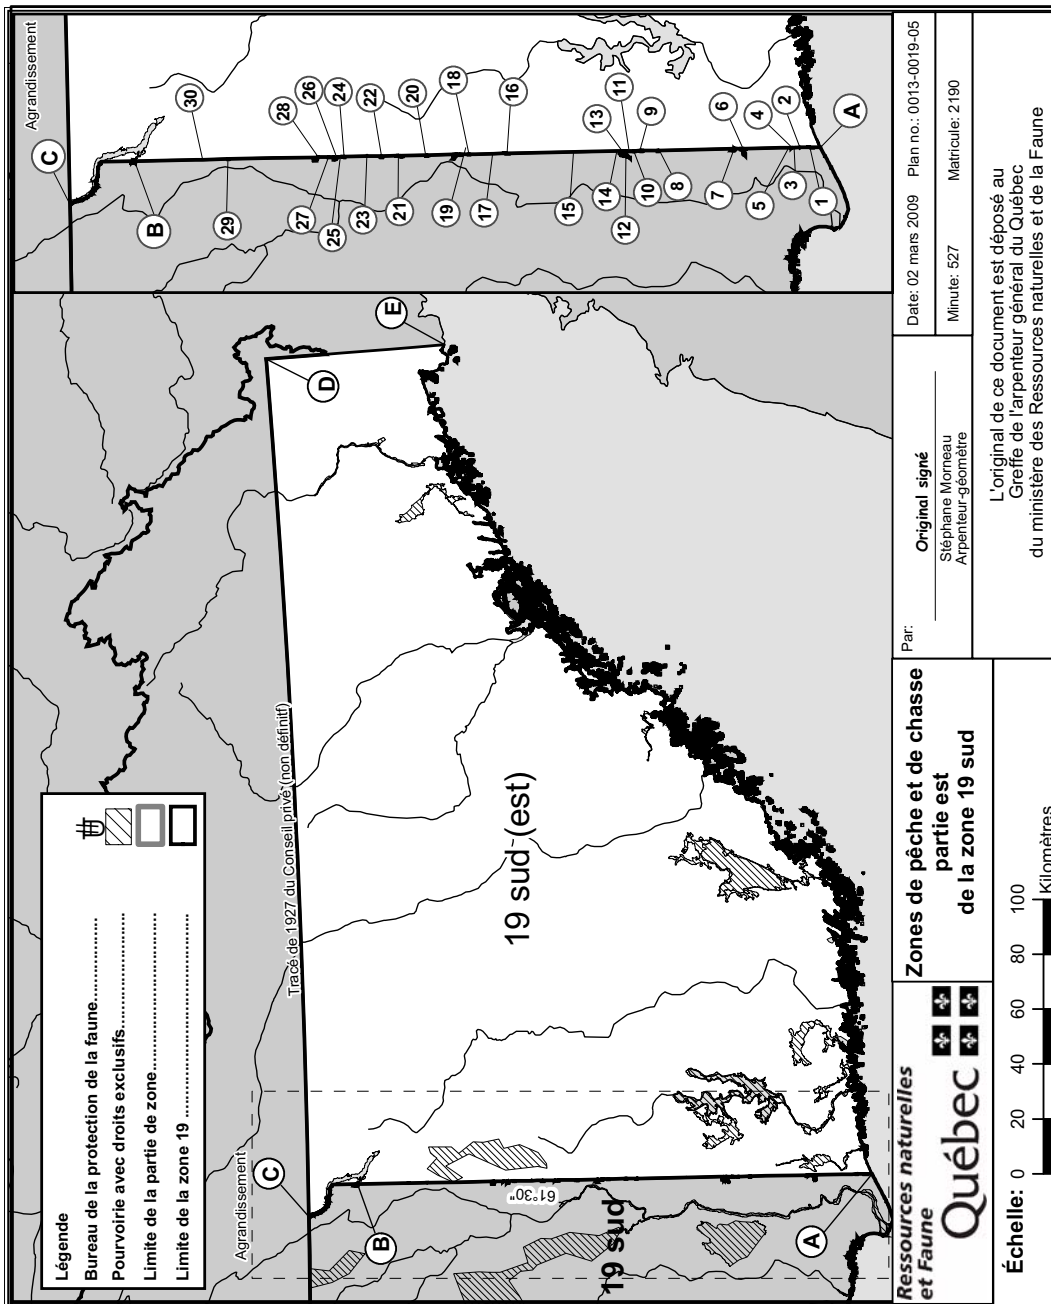 Légende
Bureau de la protection de la faune
Pourvoirie avec droits exclusifs
Limite de la partie de zone
Limite de la zone 19
Agrandissement
C
B
A
D
E
Tracé de 1927 du Conseil privé (non définitif)
19 sud (est)
19 sud
61°30"
Agrandissement
C
B
A
1
2
3
4
5
6
7
8
9
10
11
12
13
14
15
16
17
18
19
20
21
22
23
24
25
26
27
28
29
30
Ressources naturelles
et Faune
Québec
Zones de pêche et de chasse
partie est
de la zone 19 sud
Par:
Original signé
Stéphane Morneau
Arpenteur-géomètre
Date: 02 mars 2009
Plan no.: 0013-0019-05
Minute: 527
Matricule: 2190
L'original de ce document est déposé au
Greffe de l'arpenteur général du Québec
du ministère des Ressources naturelles et de la Faune
Échelle: 0 20 40 60 80 100
Kilomètres